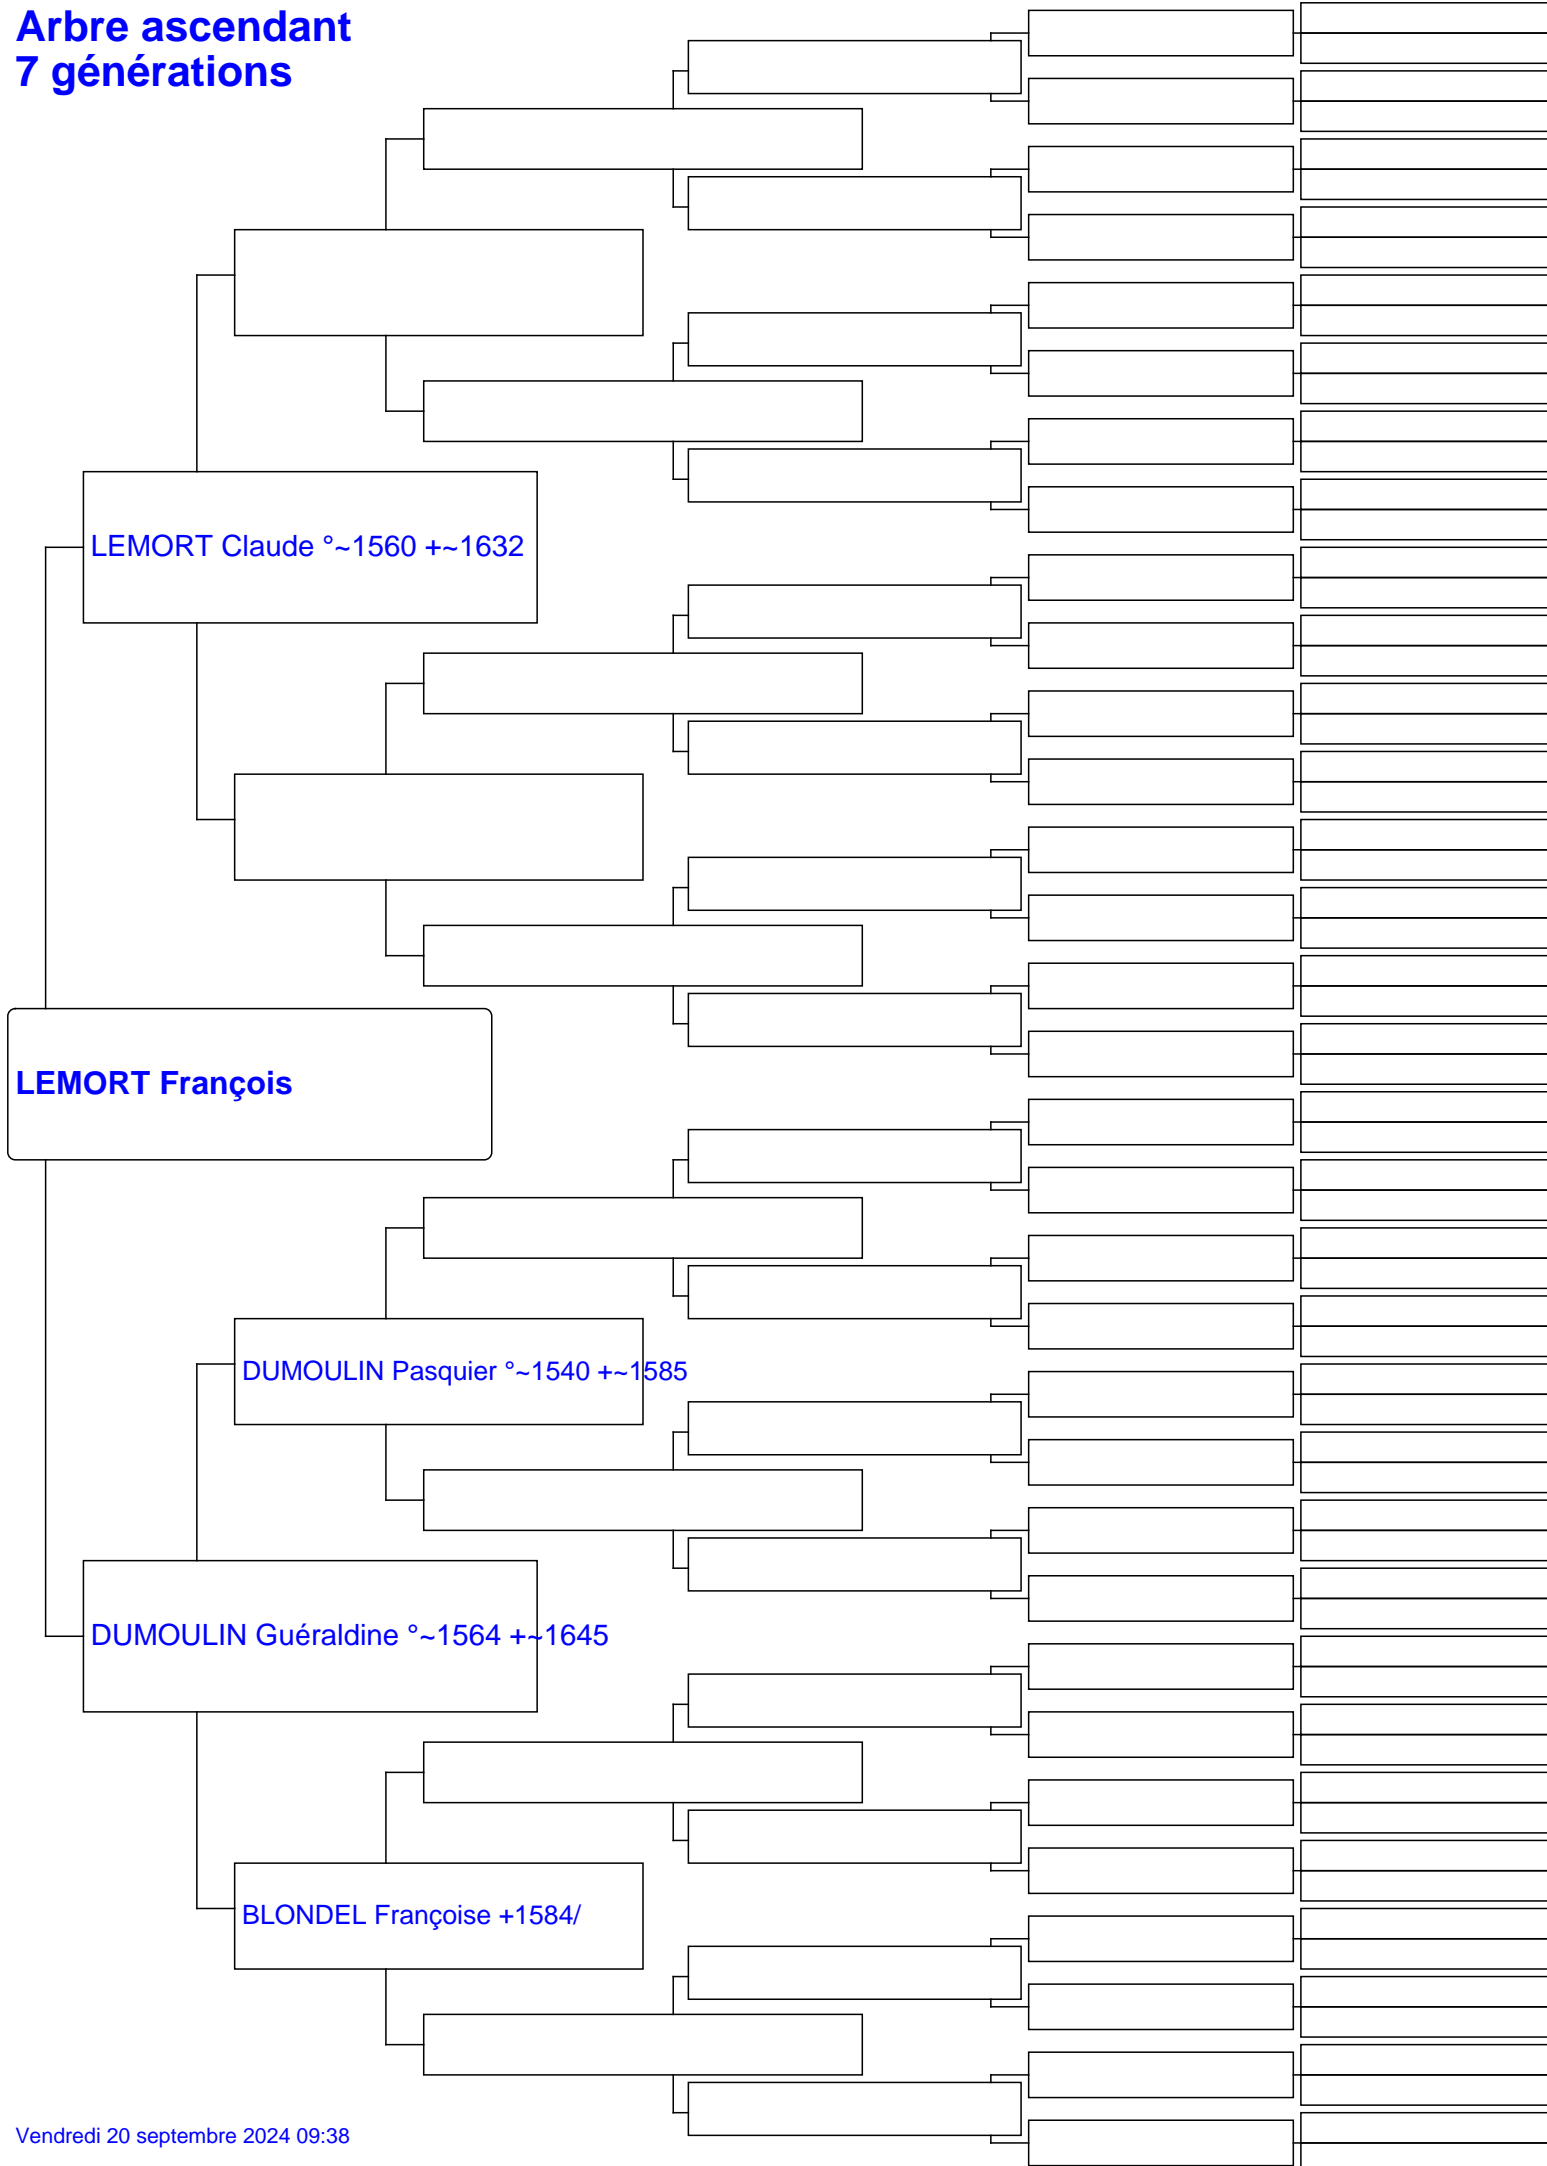 Arbre ascendant
7 générations
LEMORT Claude °~1560 +~1632
LEMORT François
DUMOULIN Pasquier °~1540 +~1585
DUMOULIN Guéraldine °~1564 +~1645
BLONDEL Françoise +1584/
Vendredi 20 septembre 2024 09:38